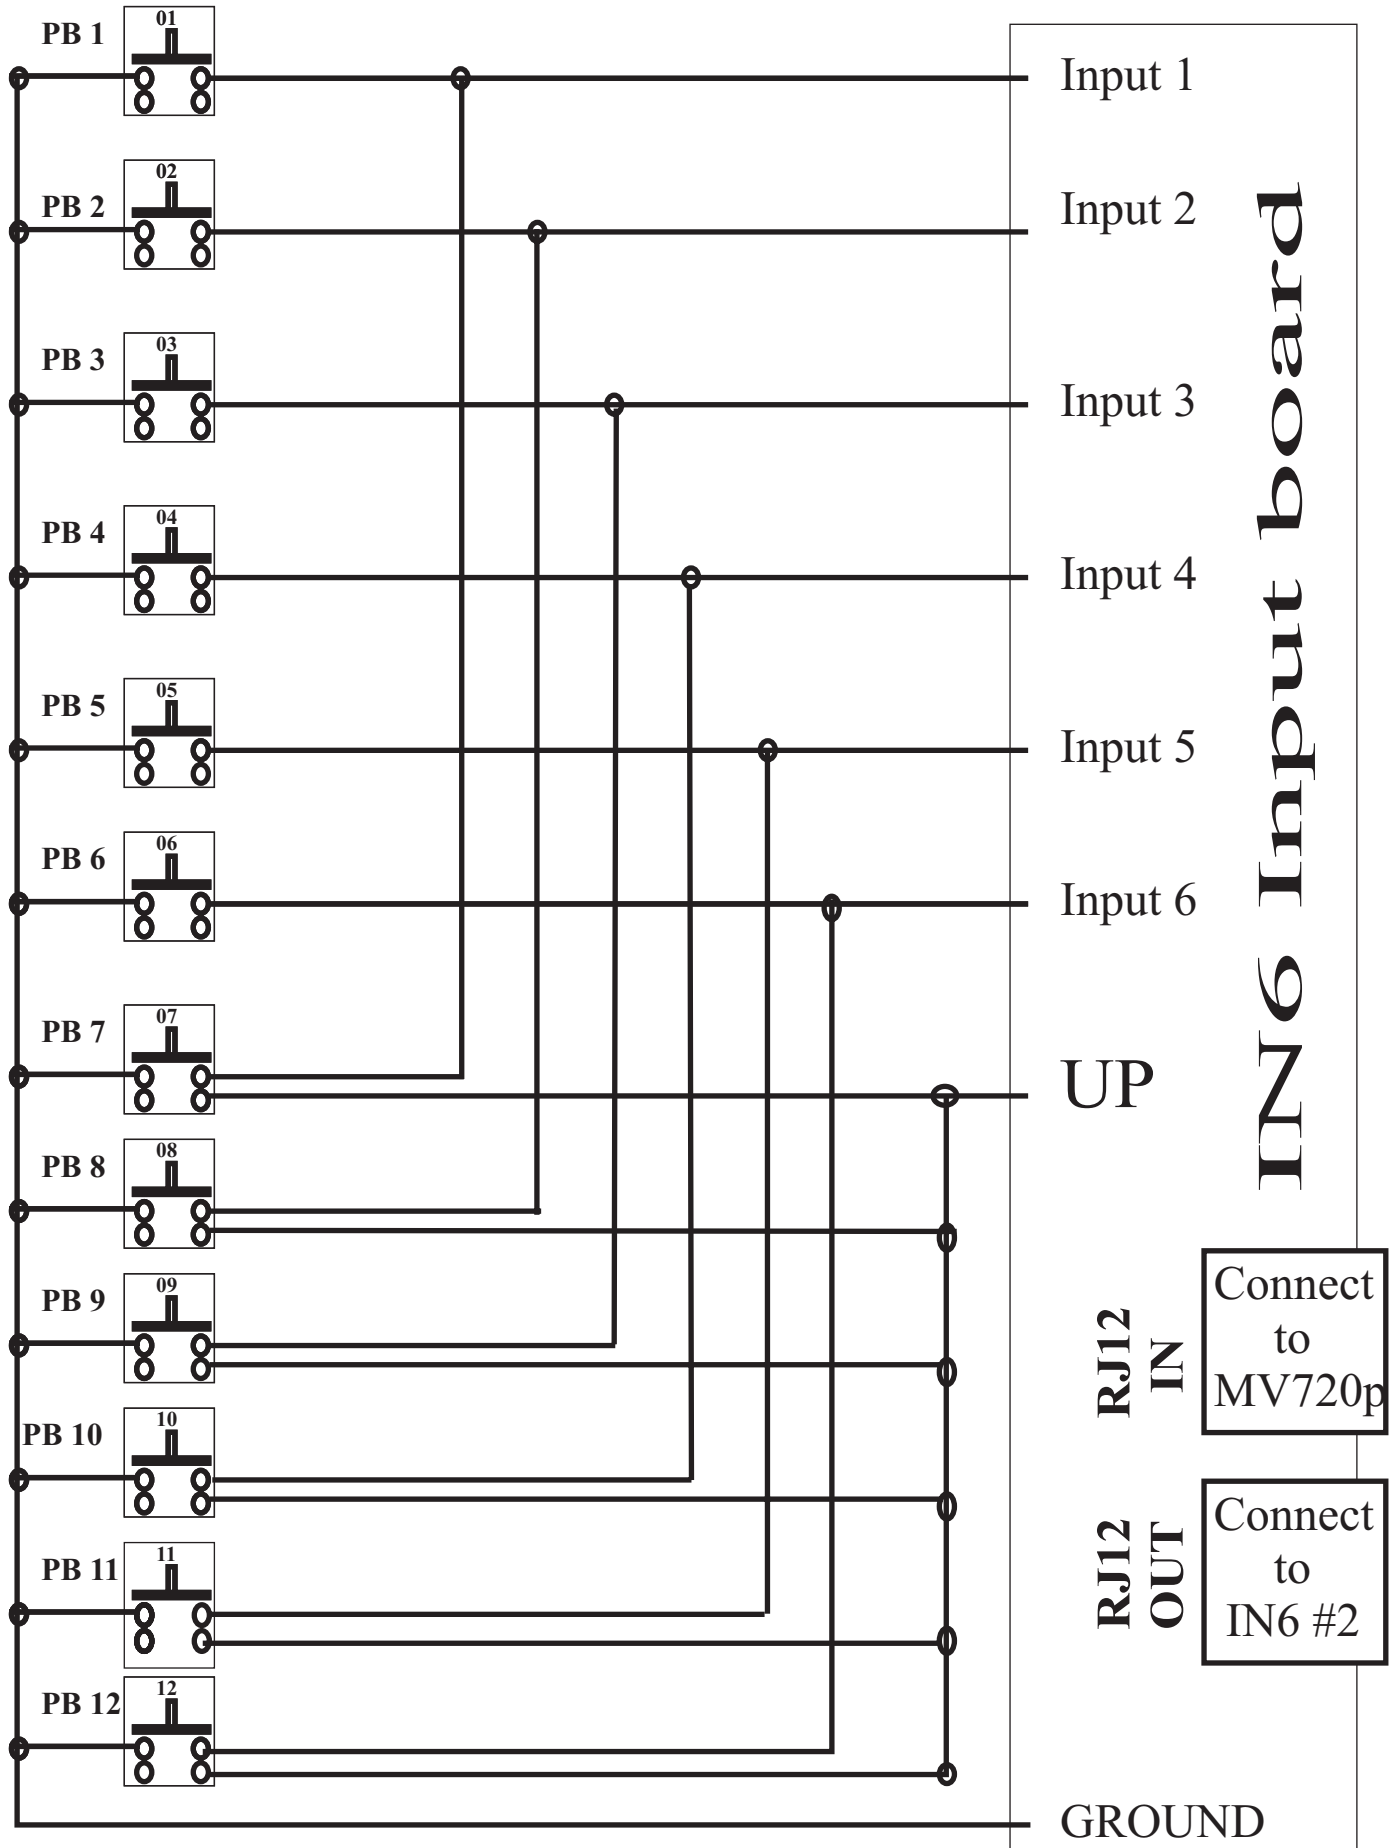 PB 1
01
Input 1
PB 2
02
Input 2
PB 3
03
Input 3
PB 4
04
Input 4
PB 5
05
Input 5
PB 6
06
Input 6
PB 7
07
UP
PB 8
08
PB 9
09
PB 10
10
PB 11
11
PB 12
12
GROUND
IN6 Input board
RJ12
IN
Connect
to
MV720p
RJ12
OUT
Connect
to
IN6 #2